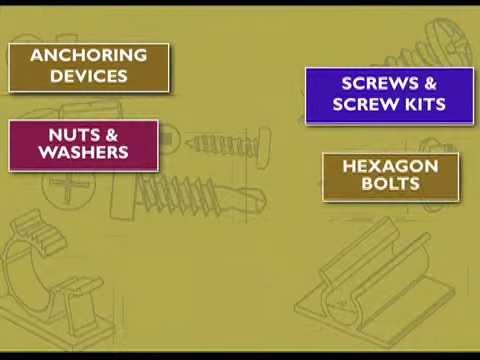 ANCHORING
DEVICES
SCREWS &
SCREW KITS
NUTS &
WASHERS
HEXAGON
BOLTS